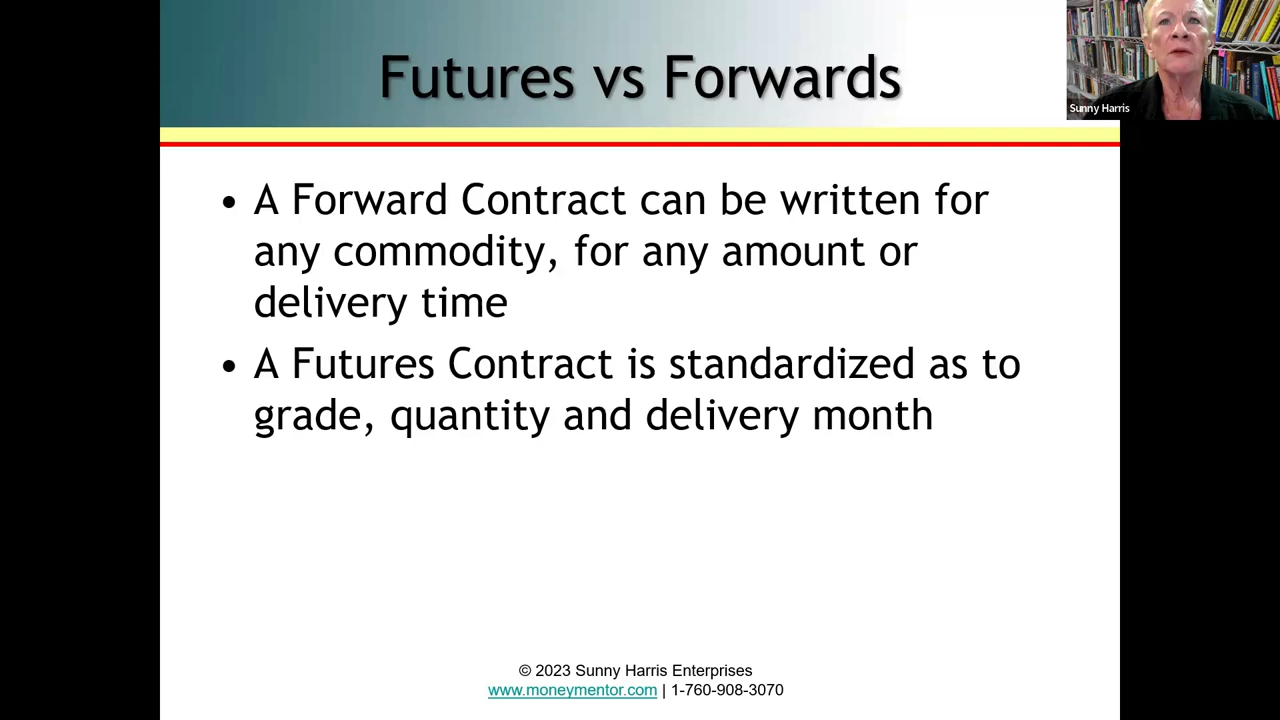 Futures vs Forwards
Sunny Harris
• A Forward Contract can be written for
any commodity, for any amount or
delivery time
• A Futures Contract is standardized as to
grade, quantity and delivery month
© 2023 Sunny Harris Enterprises
www.moneymentor.com | 1-760-908-3070